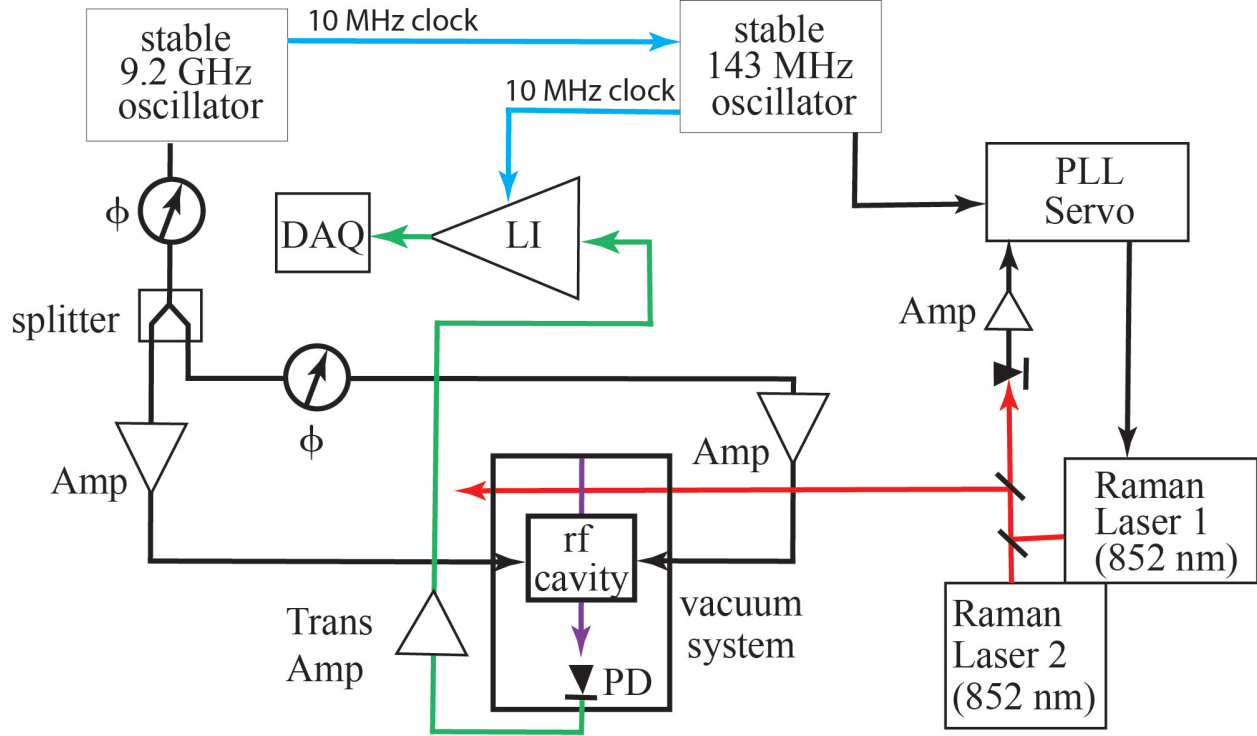 stable
9.2 GHz
oscillator
10 MHz clock
stable
143 MHz
oscillator
10 MHz clock
PLL
Servo
ϕ
DAQ
LI
splitter
Amp
ϕ
Amp
Amp
rf
cavity
Raman
Laser 1
(852 nm)
Trans
Amp
vacuum
system
PD
Raman
Laser 2
(852 nm)